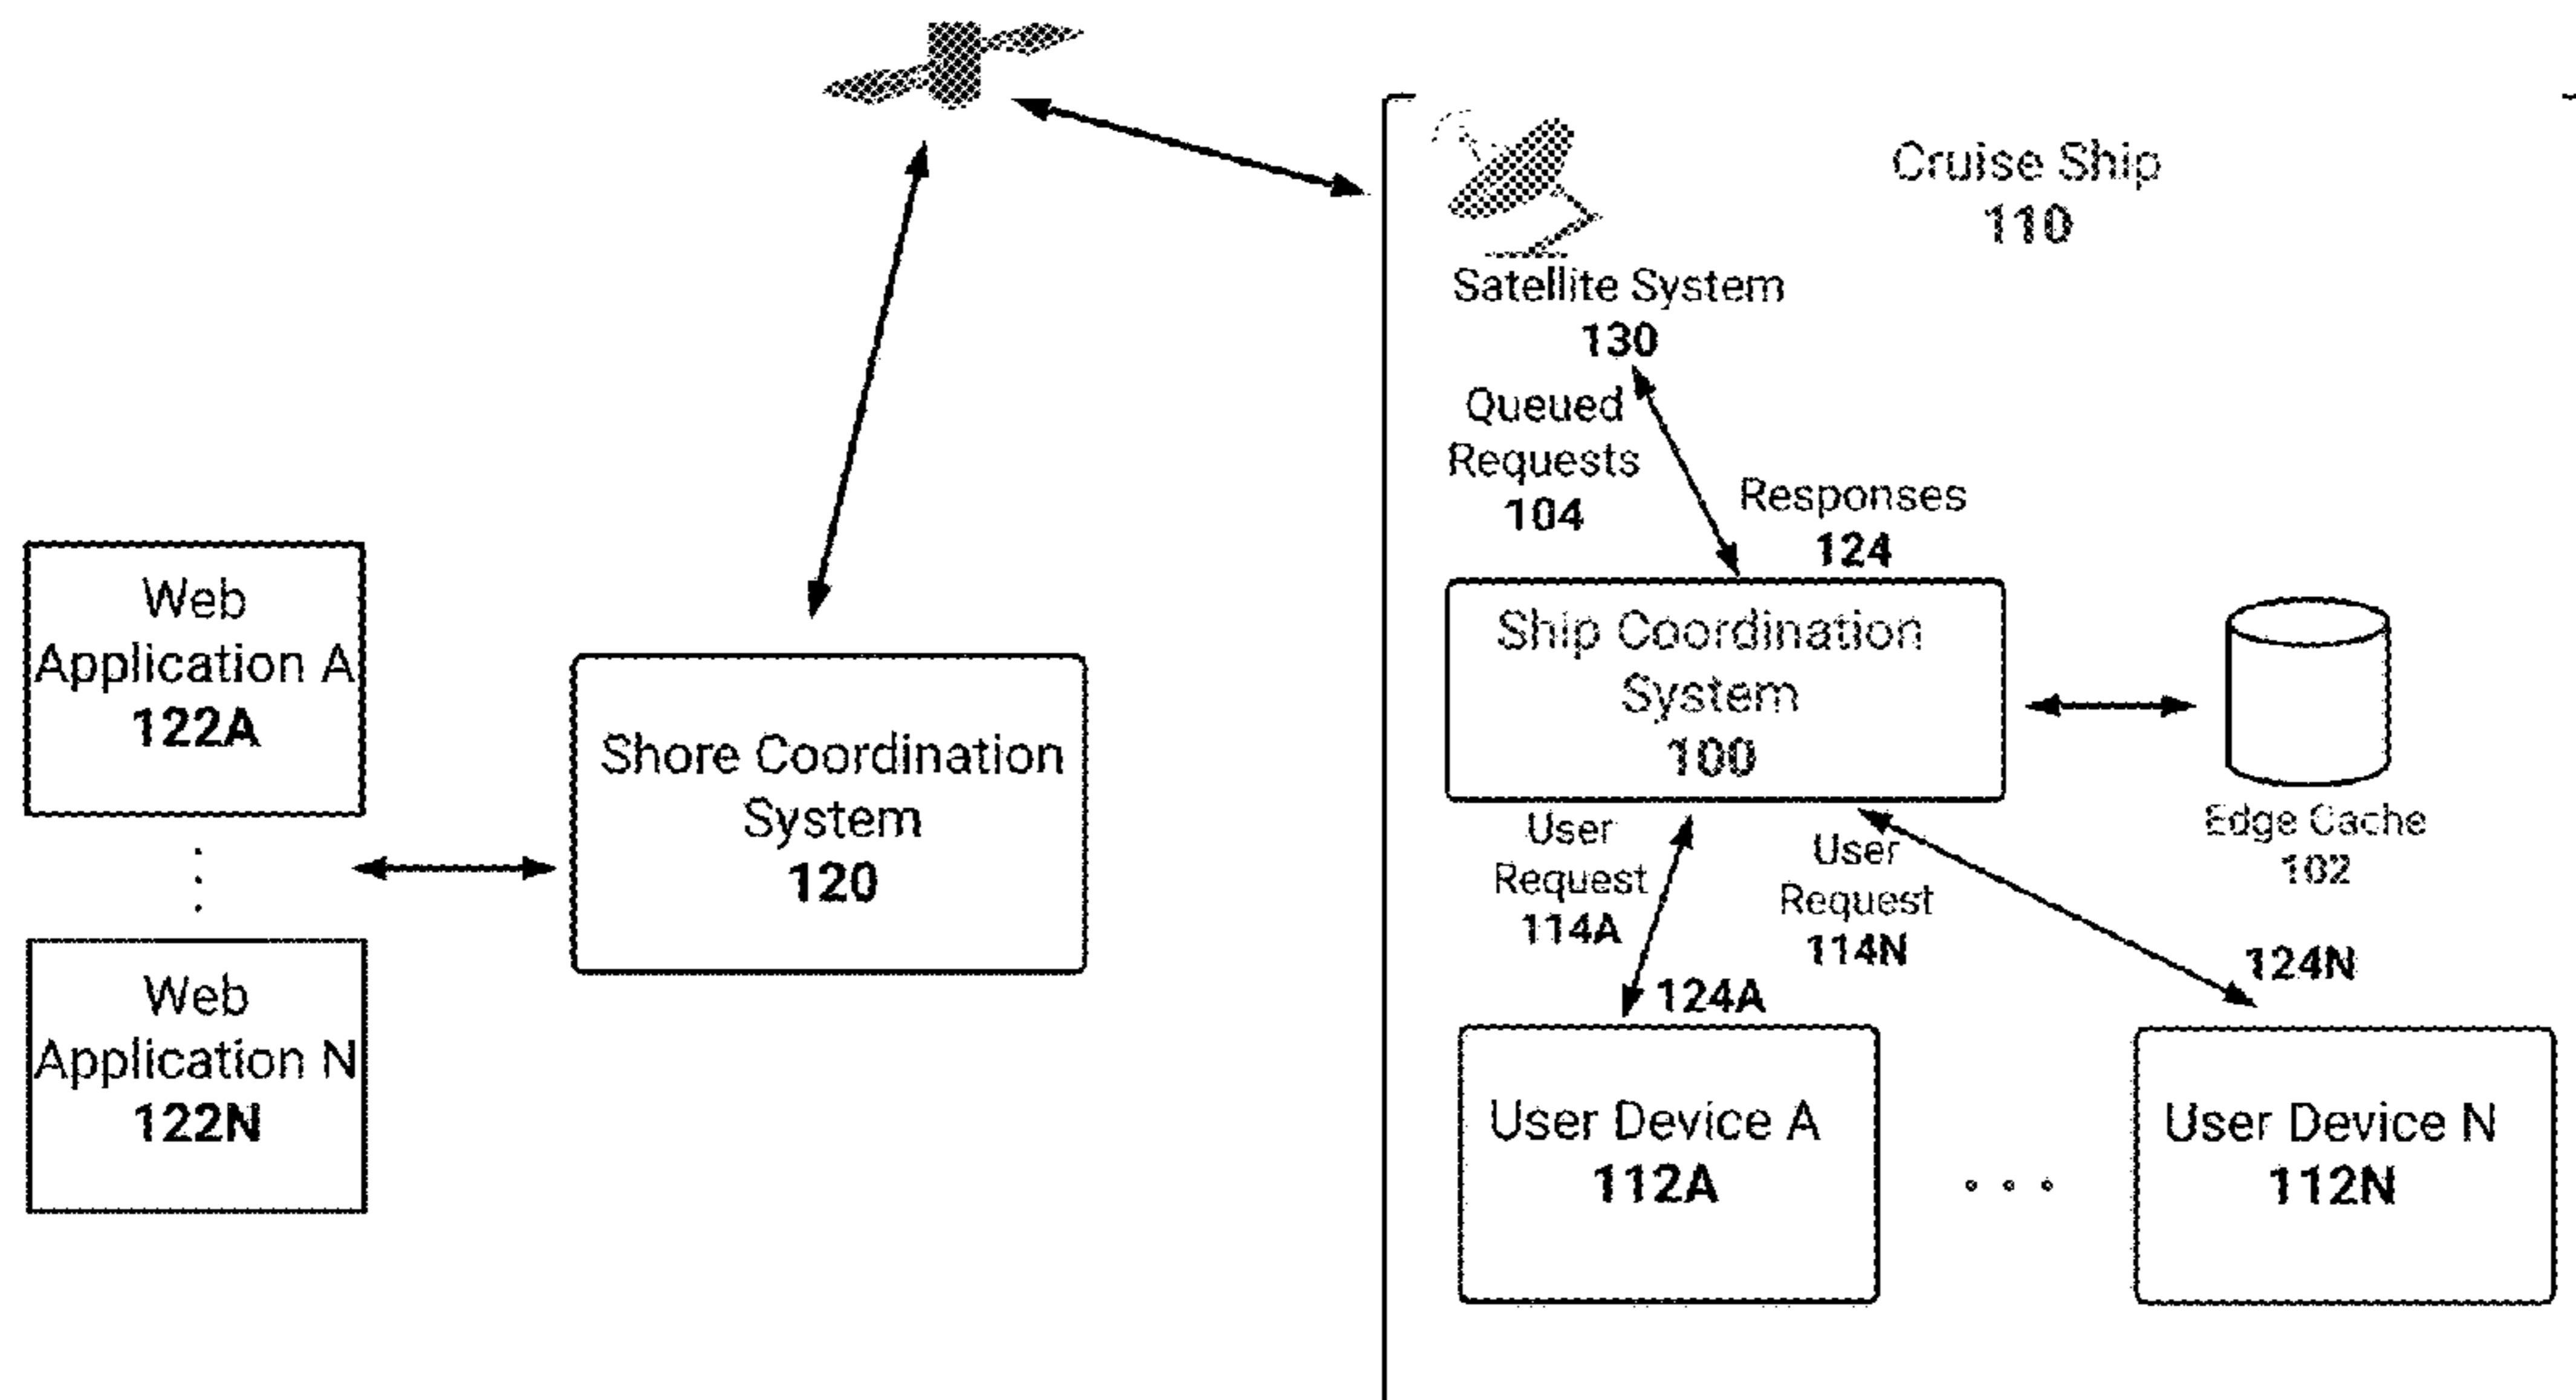 Cruise Ship
110
Satellite System
130
Queued
Requests
104
Responses
124
Web
Application A
122A
Web
Application N
122N
Shore Coordination
System
120
Ship Coordination
System
100
Edge Cache
102
User
Request
114A
User
Request
114N
124A
124N
User Device A
112A
User Device N
112N